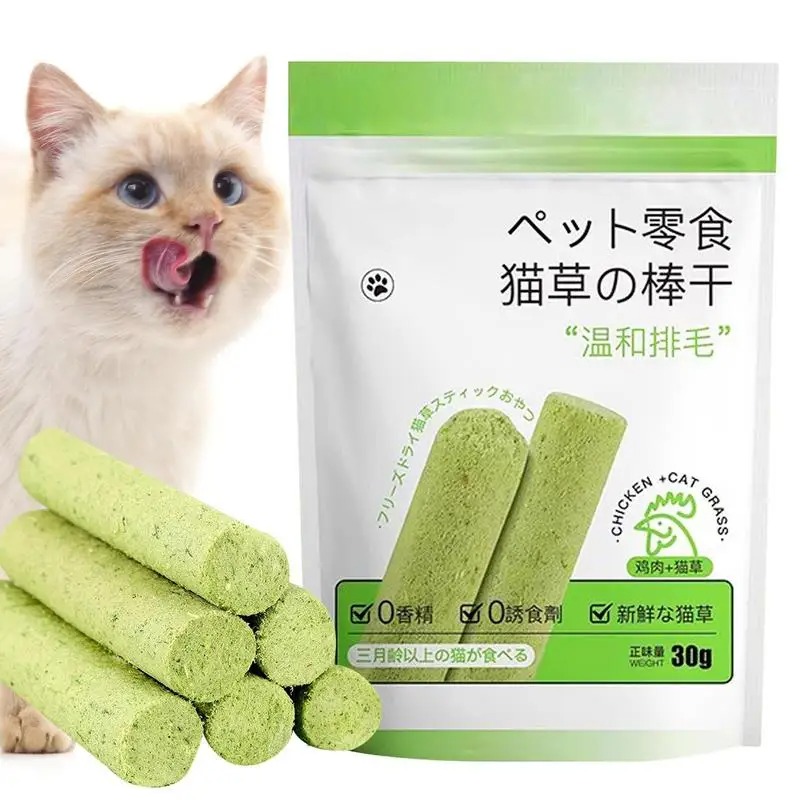 ペット零食
猫草の棒干
“温和排毛”
フリーズドライ猫草スティックおやつ
CHICKEN +CAT GRASS
鸡肉+猫草
0香精 0誘食劑 新鮮な猫草
三月齢以上の猫が食べる
正味量
WEIGHT 30g